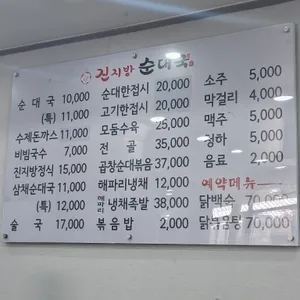 진지방 순대국
순대국 10,000
(특) 11,000
수제돈까스 11,000
비빔국수 7,000
진지방정식 15,000
삼채순대국 11,000
(특) 12,000
술국 17,000
순대한접시 20,000
고기한접시 20,000
모듬수육 25,000
전골 35,000
곱창순대볶음 37,000
해파리냉채 12,000
해파리냉채족발 38,000
볶음밥 2,000
소주 5,000
막걸리 4,000
맥주 5,000
청하 5,000
음료 2,000
예약메뉴
닭백수 70,000
70,000